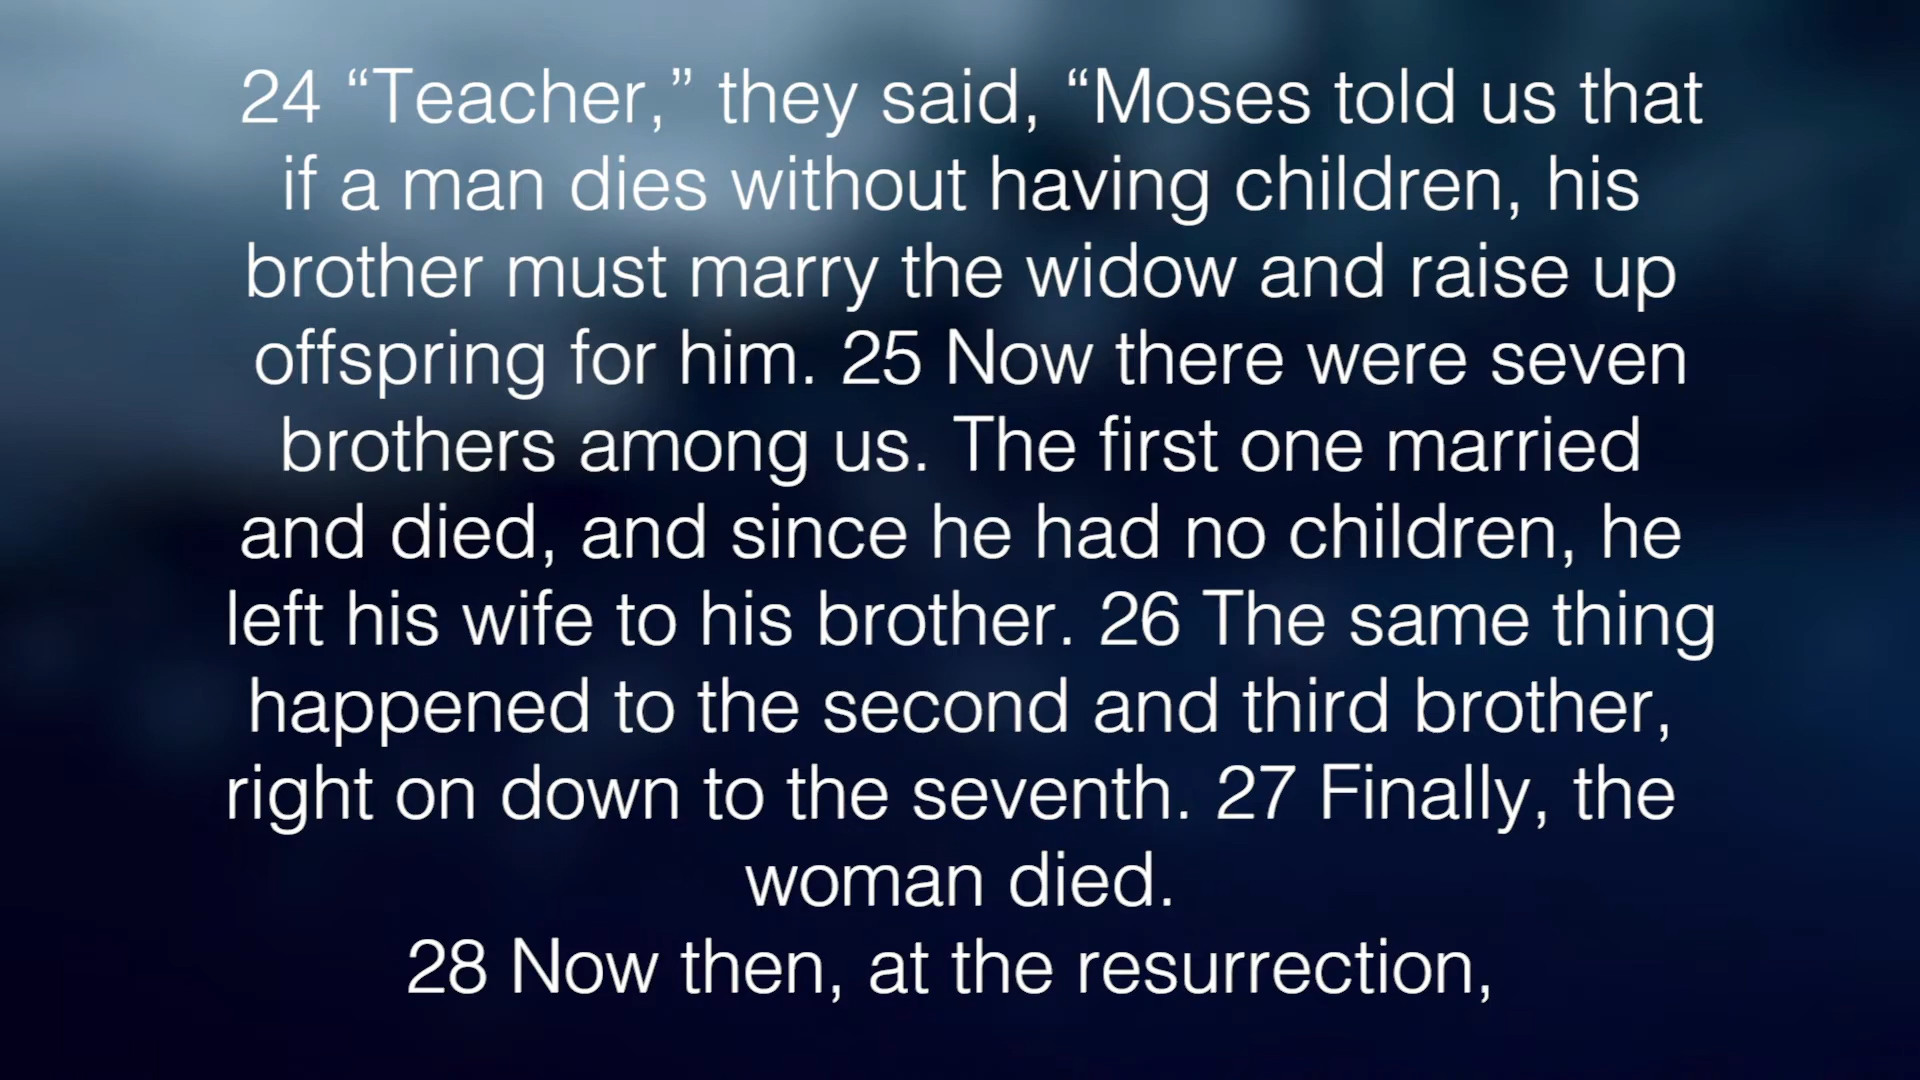 24 “Teacher,” they said, “Moses told us that
if a man dies without having children, his
brother must marry the widow and raise up
offspring for him. 25 Now there were seven
brothers among us. The first one married
and died, and since he had no children, he
left his wife to his brother. 26 The same thing
happened to the second and third brother,
right on down to the seventh. 27 Finally, the
woman died.
28 Now then, at the resurrection,